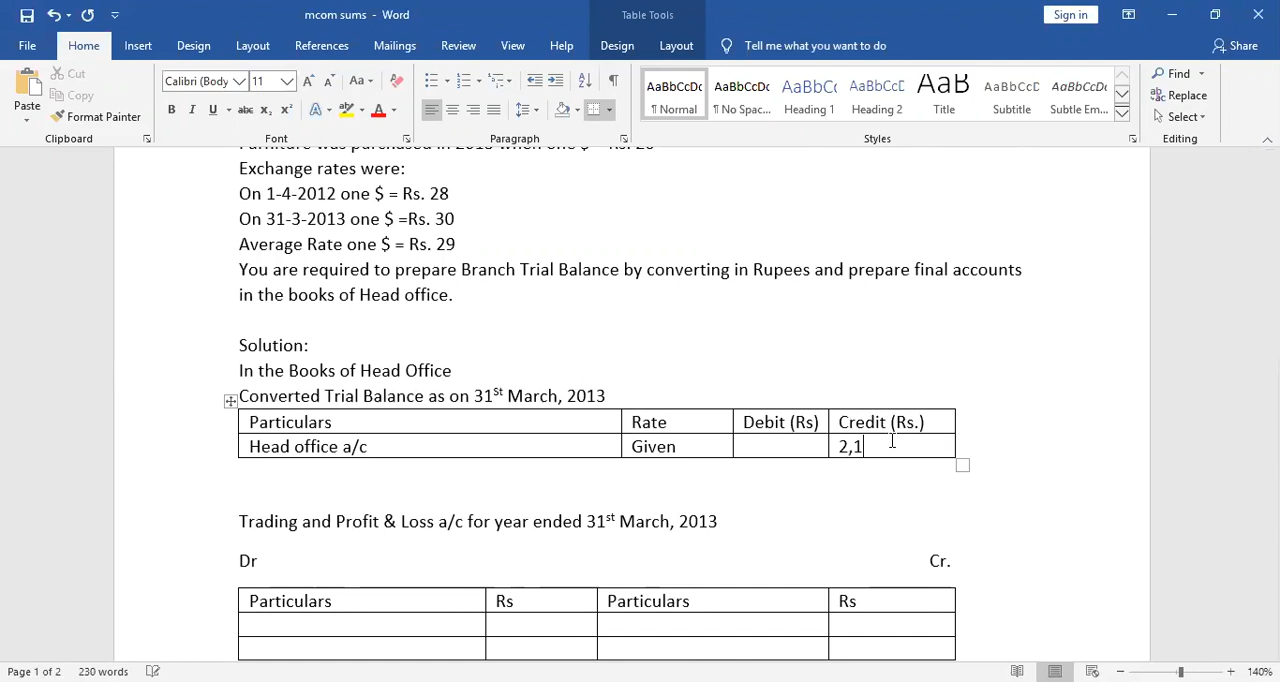 mcom sums - Word
Table Tools
Sign in
File Home Insert Design Layout References Mailings Review View Help Design Layout Tell me what you want to do Share
Paste
Cut
Copy
Format Painter
Clipboard
Calibri (Body 11
Font
Paragraph
AaBbCcDc AaBbCcDc AaBbCc AaBbCcD AaB AaBbCcD AaBbCcDc
¶ Normal ¶ No Spac... Heading 1 Heading 2 Title Subtitle Subtle Em...
Styles
Find
Replace
Select
Editing
Exchange rates were:
On 1-4-2012 one $ = Rs. 28
On 31-3-2013 one $ =Rs. 30
Average Rate one $ = Rs. 29
You are required to prepare Branch Trial Balance by converting in Rupees and prepare final accounts
in the books of Head office.
Solution:
In the Books of Head Office
Converted Trial Balance as on 31St March, 2013
Particulars Rate Debit (Rs) Credit (Rs.)
Head office a/c Given 2,1
Trading and Profit & Loss a/c for year ended 31st March, 2013
Dr Cr.
Particulars Rs Particulars Rs
Page 1 of 2 230 words 140%